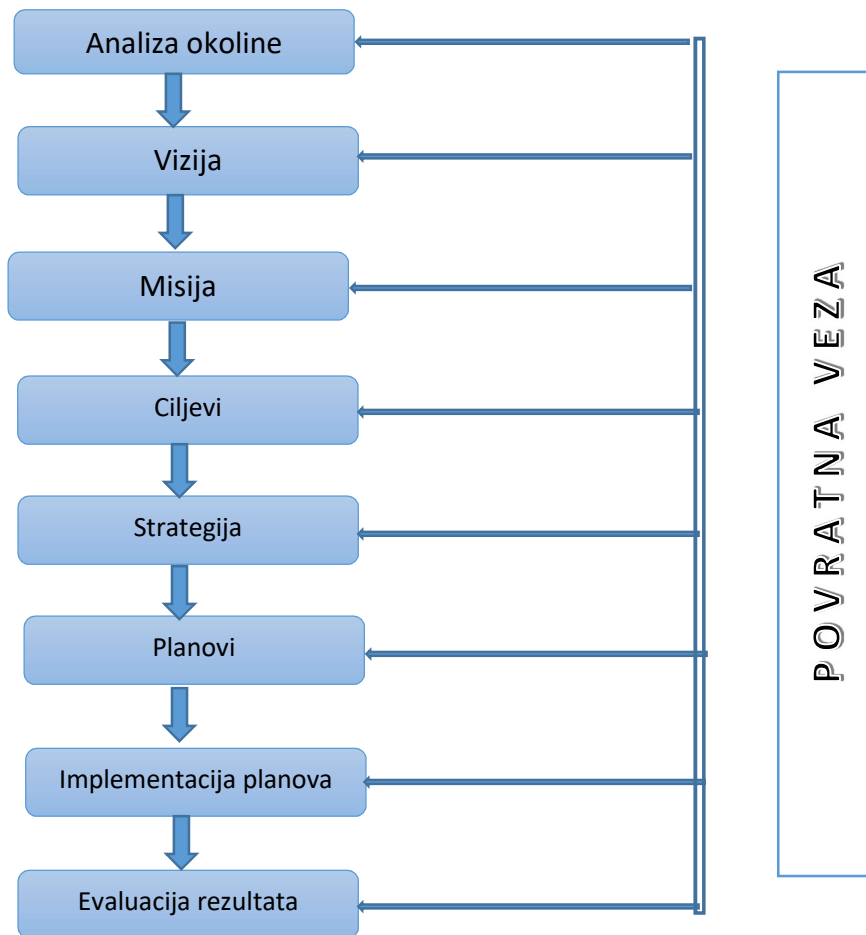 Analiza okoline
Vizija
Misija
Ciljevi
Strategija
Planovi
Implementacija planova
Evaluacija rezultata
POVRATNA VEZA